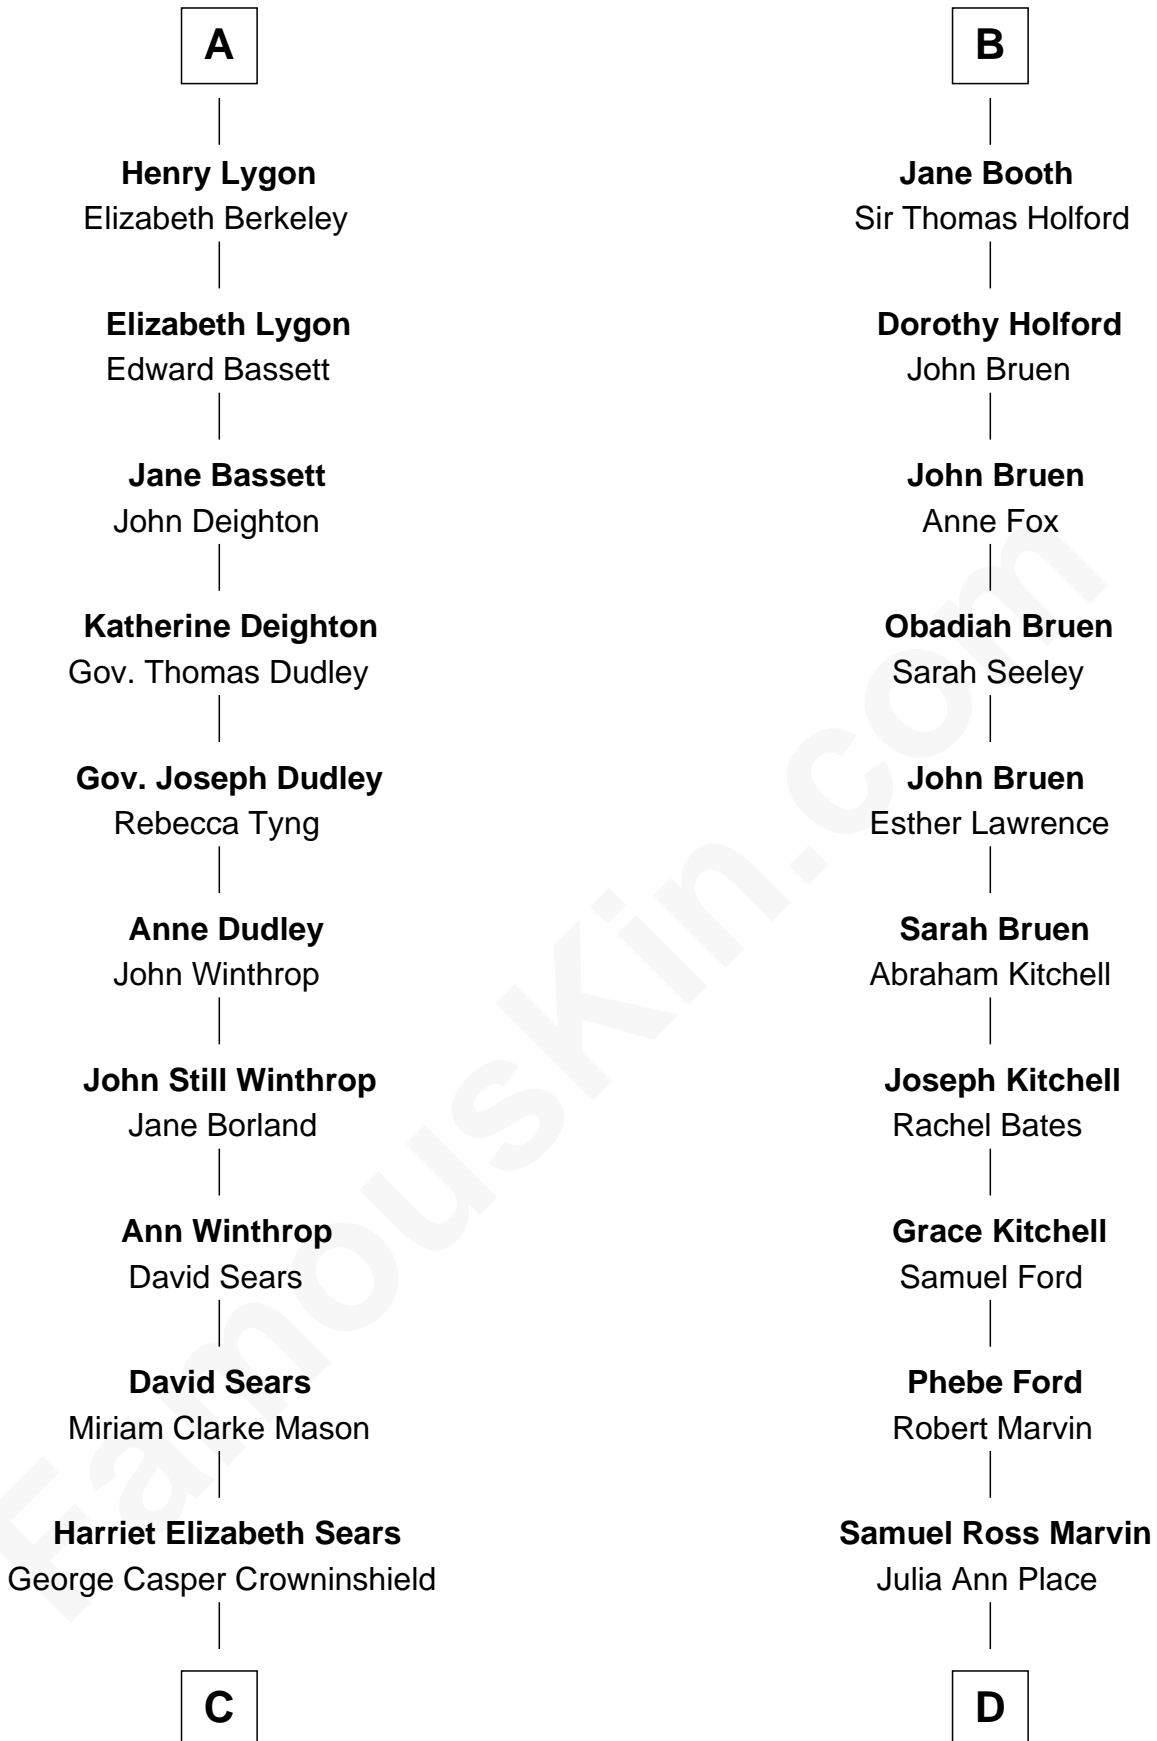 A
Henry Lygon
Elizabeth Berkeley
Elizabeth Lygon
Edward Bassett
Jane Bassett
John Deighton
Katherine Deighton
Gov. Thomas Dudley
Gov. Joseph Dudley
Rebecca Tyng
Anne Dudley
John Winthrop
John Still Winthrop
Jane Borland
Ann Winthrop
David Sears
David Sears
Miriam Clarke Mason
Harriet Elizabeth Sears
George Casper Crowninshield
C
B
Jane Booth
Sir Thomas Holford
Dorothy Holford
John Bruen
John Bruen
Anne Fox
Obadiah Bruen
Sarah Seeley
John Bruen
Esther Lawrence
Sarah Bruen
Abraham Kitchell
Joseph Kitchell
Rachel Bates
Grace Kitchell
Samuel Ford
Phebe Ford
Robert Marvin
Samuel Ross Marvin
Julia Ann Place
D
FamousKin.com